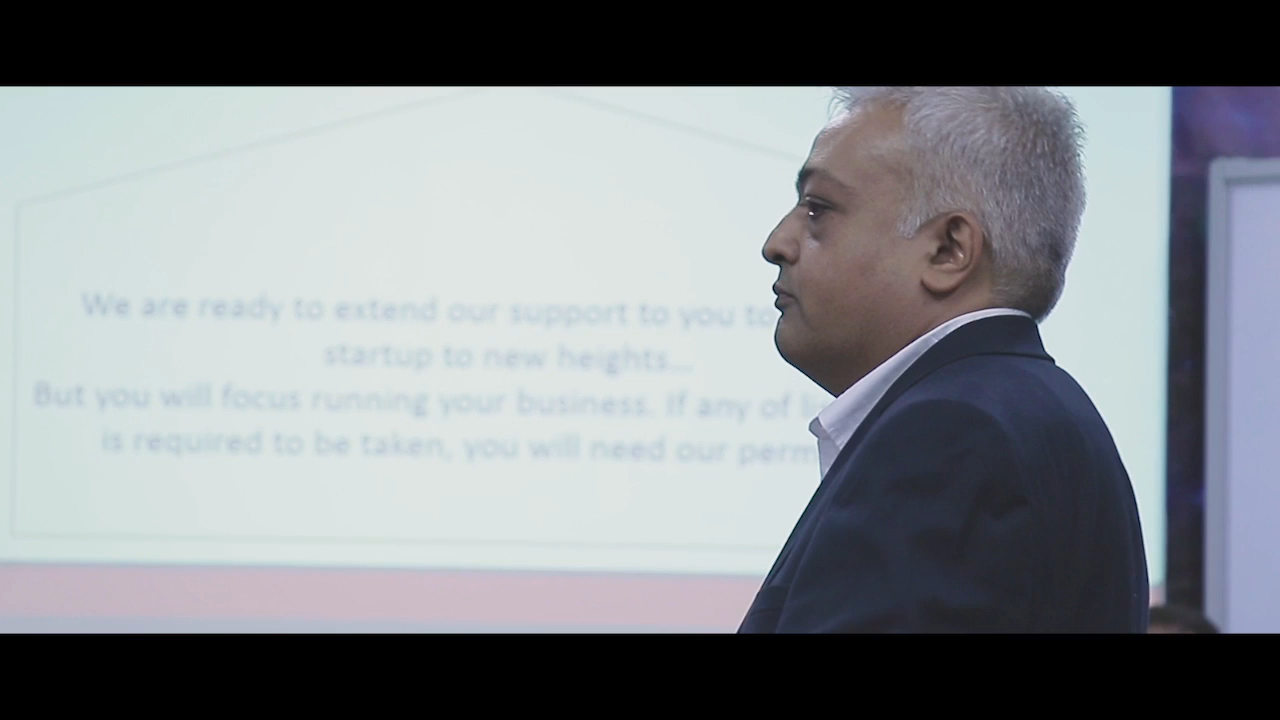 We are ready to extend our support to you to
startup to new heights...
But you will focus running your business. If any of
is required to be taken, you will need our